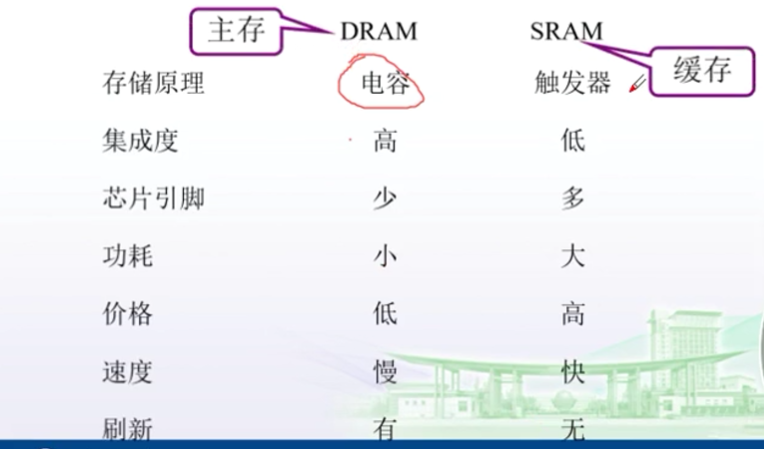 主存 DRAM SRAM
缓存
存储原理 电容 触发器
集成度 高 低
芯片引脚 少 多
功耗 小 大
价格 低 高
速度 慢 快
刷新 有 无